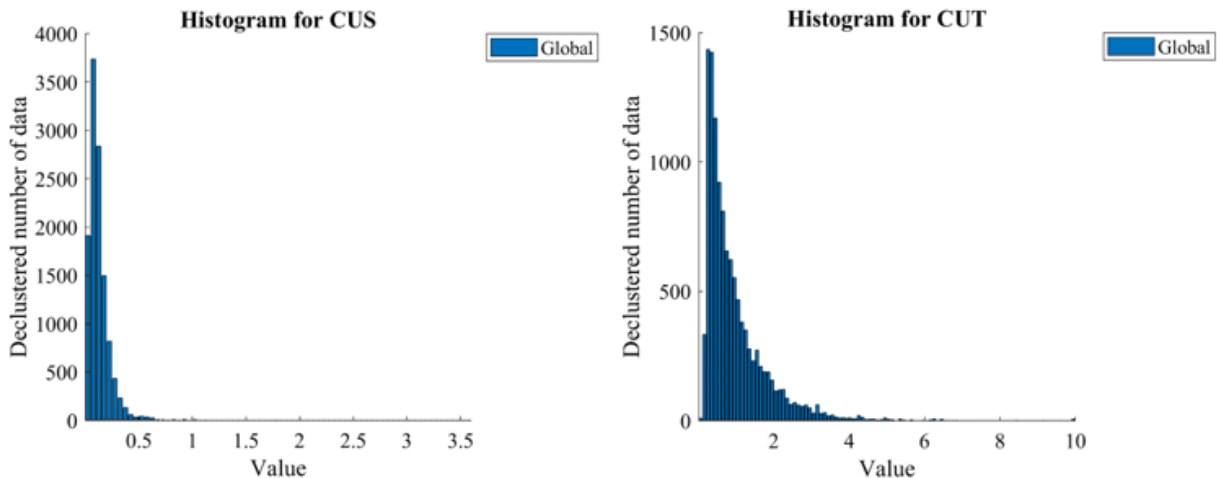 Histogram for CUS
Global
4000
3500
3000
2500
2000
1500
1000
500
0
Declustered number of data
0.5 1 1.5 2 2.5 3 3.5
Value
Histogram for CUT
Global
1500
1000
500
0
Declustered number of data
2 4 6 8 10
Value